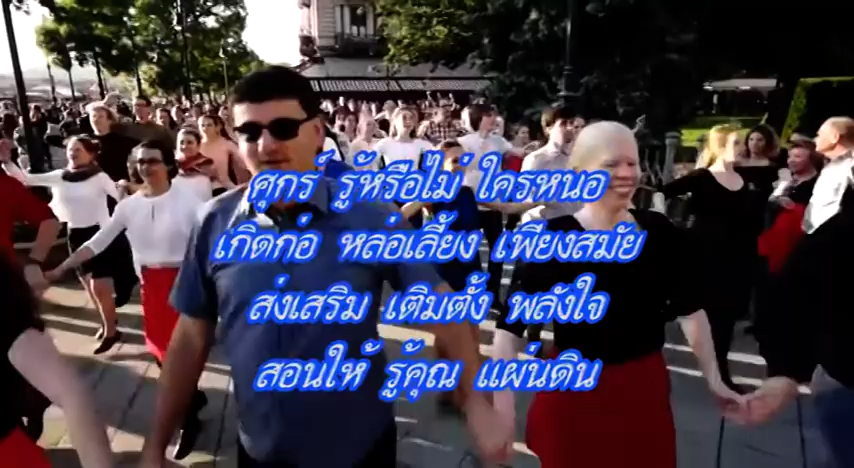 ศุกร์ รู้หรือไม่ ใครหนอ
เกิดก่อ หล่อเลี้ยง เพียงสมัย
ส่งเสริม เติมตั้ง พลังใจ
สอนให้ รู้คุณ แผ่นดิน